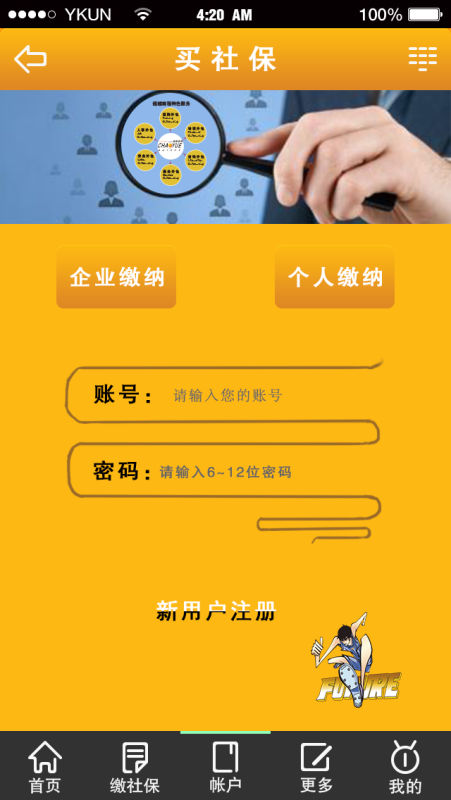 YKUN
4:20 AM
100%
买社保
CHANYUE
企业缴纳
个人缴纳
账号：
请输入您的账号
密码：
请输入6~12位密码
新用户注册
FUTURE
首页
缴社保
帐户
更多
我的